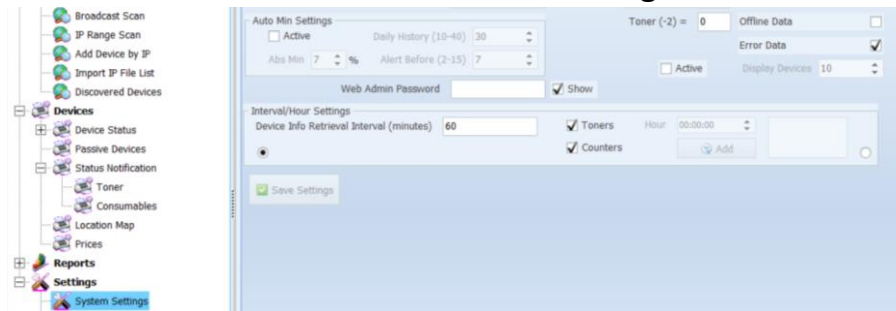 Broadcast Scan
IP Range Scan
Add Device by IP
Import IP File List
Discovered Devices
Devices
Device Status
Passive Devices
Status Notification
Toner
Consumables
Location Map
Prices
Reports
Settings
System Settings
Auto Min Settings
Active Daily History (10-40) 30
Abs Min 7 % Alert Before (2-15) 7
Toner (-2) = 0 Offline Data
Error Data
Active Display Devices 10
Web Admin Password Show
Interval/Hour Settings
Device Info Retrieval Interval (minutes) 60 Toners Hour 00:00:00
Counters Add
Save Settings